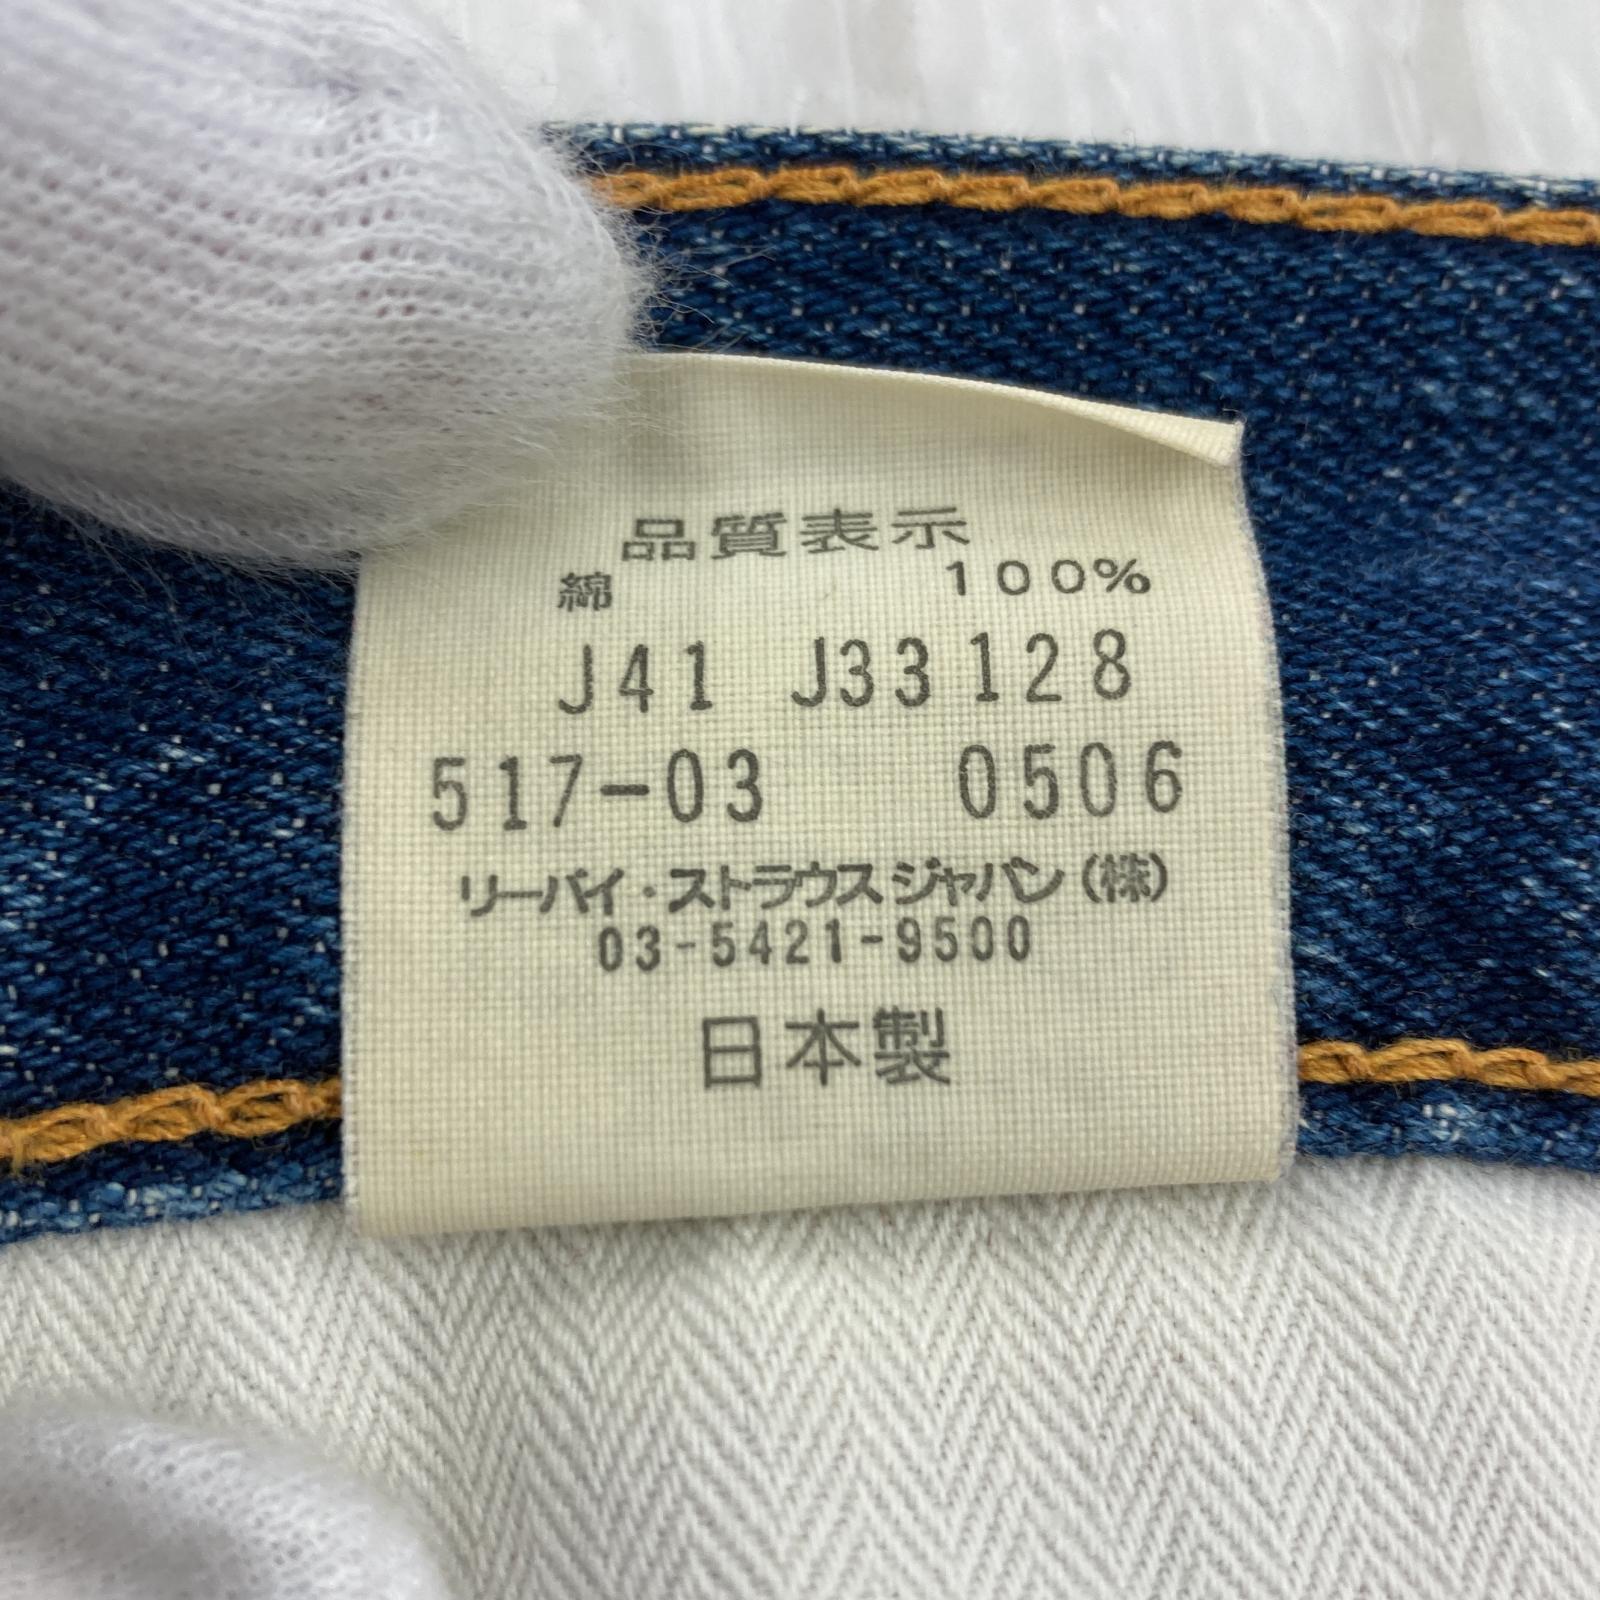 品質表示
綿 100%
J41 J33128
517-03 0506
リーバイ・ストラウス ジャパン(株)
03-5421-9500
日本製